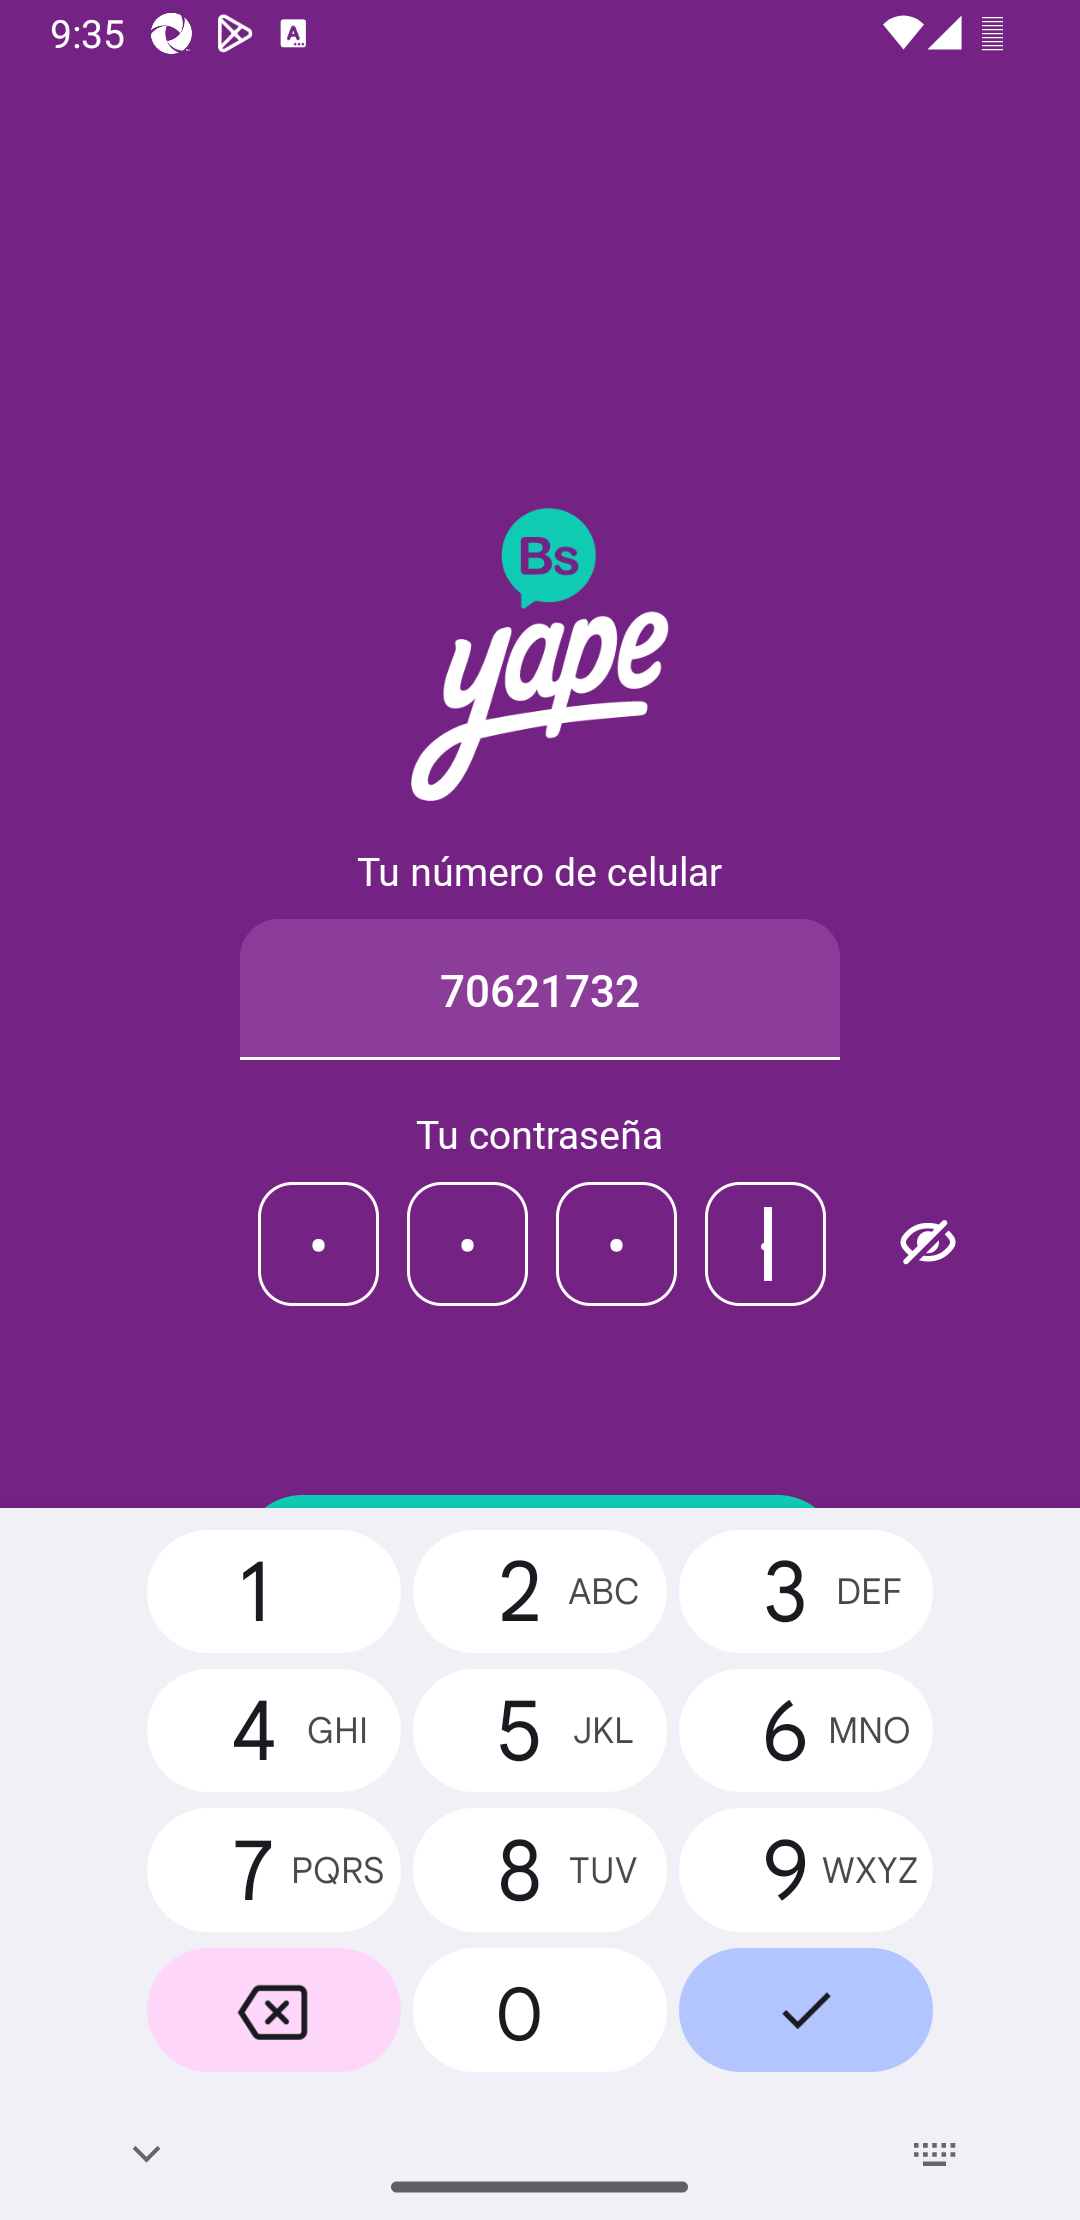 9:35
Bs
yape
Tu número de celular
70621732
Tu contraseña
1
2 ABC
3 DEF
4 GHI
5 JKL
6 MNO
7 PQRS
8 TUV
9 WXYZ
0